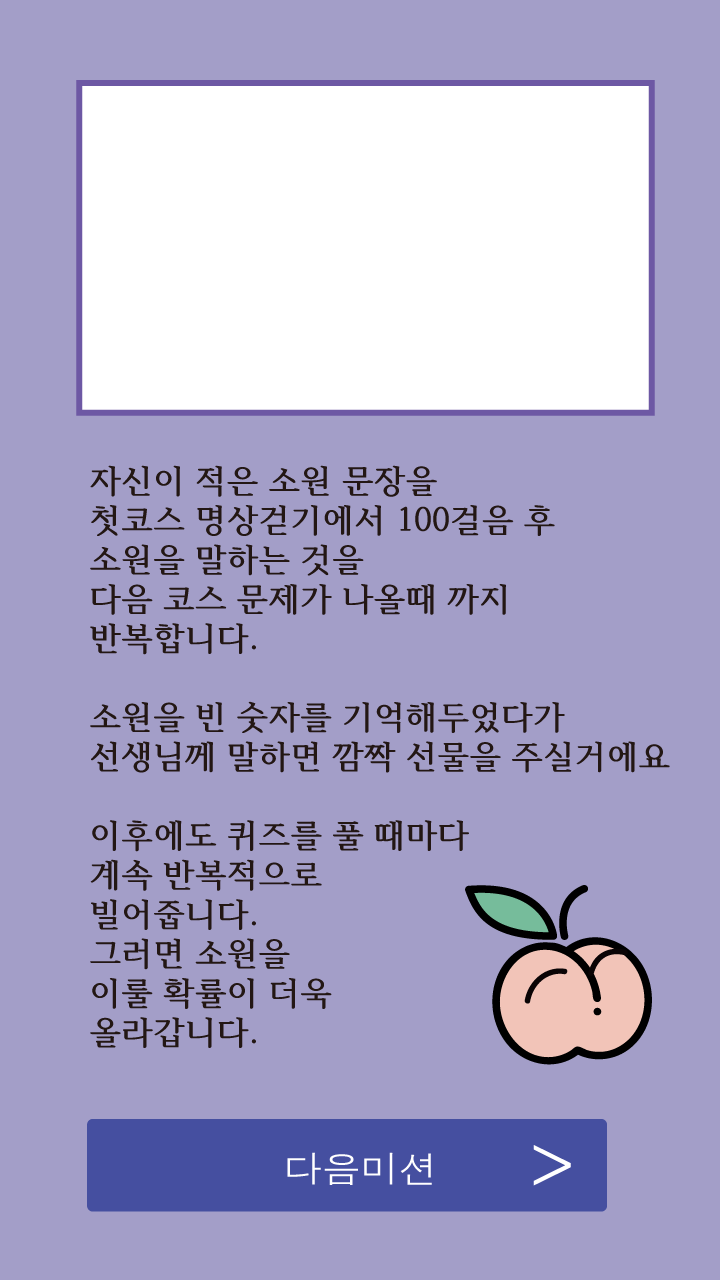 자신이 적은 소원 문장을
첫코스 명상걷기에서 100걸음 후
소원을 말하는 것을
다음 코스 문제가 나올때 까지
반복합니다.
소원을 빈 숫자를 기억해두었다가
선생님께 말하면 깜짝 선물을 주실거에요
이후에도 퀴즈를 풀 때마다
계속 반복적으로
빌어줍니다.
그러면 소원을
이룰 확률이 더욱
올라갑니다.
다음미션 >